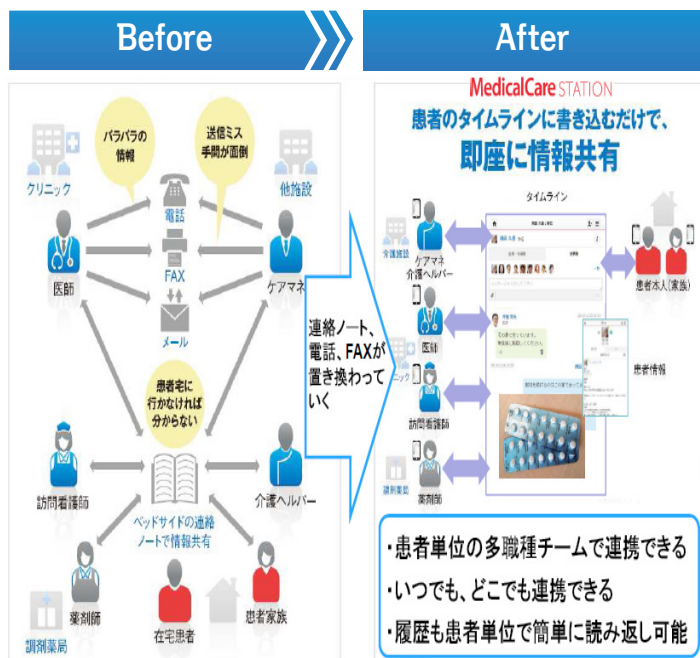 Before
After
バラバラの
情報
送信ミス
手間が面倒
クリニック
他施設
電話
医師
FAX
ケアマネ
メール
患者宅に
行かなければ
分からない
訪問看護師
介護ヘルパー
ベッドサイドの連絡
ノートで情報共有
薬剤師
患者家族
在宅患者
調剤薬局
連絡ノート、
電話、FAXが
置き換わって
いく
MedicalCare STATION
患者のタイムラインに書き込むだけで、
即座に情報共有
タイムライン
介護施設
ケアマネ
介護ヘルパー
患者本人(家族)
医師
クリニック
患者情報
訪問看護師
調剤薬局
薬剤師
・患者単位の多職種チームで連携できる
・いつでも、どこでも連携できる
・履歴も患者単位で簡単に読み返し可能